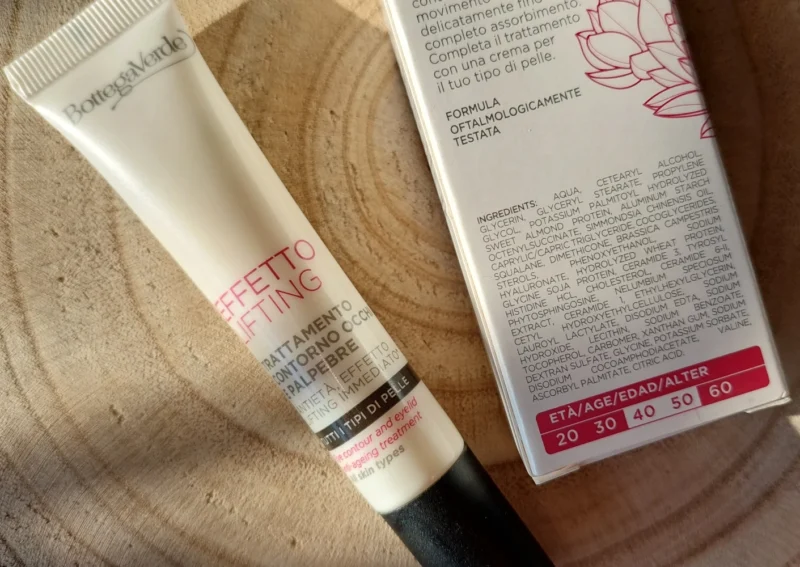 BottegaVerde
EFFETTO
LIFTING
TRATTAMENTO
CONTORNO OCCHI
E PALPEBRE
ANTIETÀ, EFFETTO
LIFTING IMMEDIATO
TUTTI I TIPI DI PELLE
contour and eyelid
treatment
skin types
movimento
delicatamente fino
completo assorbimento
Completa il trattamento
con una crema per
il tuo tipo di pelle.
FORMULA
OFTALMOLOGICAMENTE
TESTATA
INGREDIENTS: AQUA, CETEARYL ALCOHOL,
GLYCERIN, GLYCERYL STEARATE, PROPYLENE
GLYCOL, POTASSIUM PALMITOYL HYDROLYZED
SWEET ALMOND PROTEIN, ALUMINUM STARCH
OCTENYLSUCCINATE, SIMMONDSIA CHINENSIS OIL,
CAPRYLIC/CAPRIC TRIGLYCERIDE COCOGLYCERIDES,
SQUALANE, DIMETHICONE, BRASSICA CAMPESTRIS
STEROLS, PHENOXYETHANOL, SODIUM
HYALURONATE, HYDROLYZED WHEAT PROTEIN,
GLYCINE SOJA PROTEIN, CERAMIDE 3, TYROSYL
HISTIDINE HCL, CHOLESTEROL, CERAMIDE 6-II,
PHYTOSPHINGOSINE, NELUMBIUM SPECIOSUM
EXTRACT, CERAMIDE 1, ETHYLHEXYLGLYCERIN,
CETYL HYDROXYETHYLCELLULOSE, SODIUM
LAUROYL LACTYLATE, DISODIUM EDTA, SODIUM
HYDROXIDE, LECITHIN, SODIUM BENZOATE,
TOCOPHEROL, CARBOMER, XANTHAN GUM, SODIUM
DEXTRAN SULFATE, GLYCINE, POTASSIUM SORBATE,
DISODIUM COCOAMPHODIACETATE, VALINE,
ASCORBYL PALMITATE, CITRIC ACID.
ETÀ/AGE/EDAD/ALTER
20 30 40 50 60